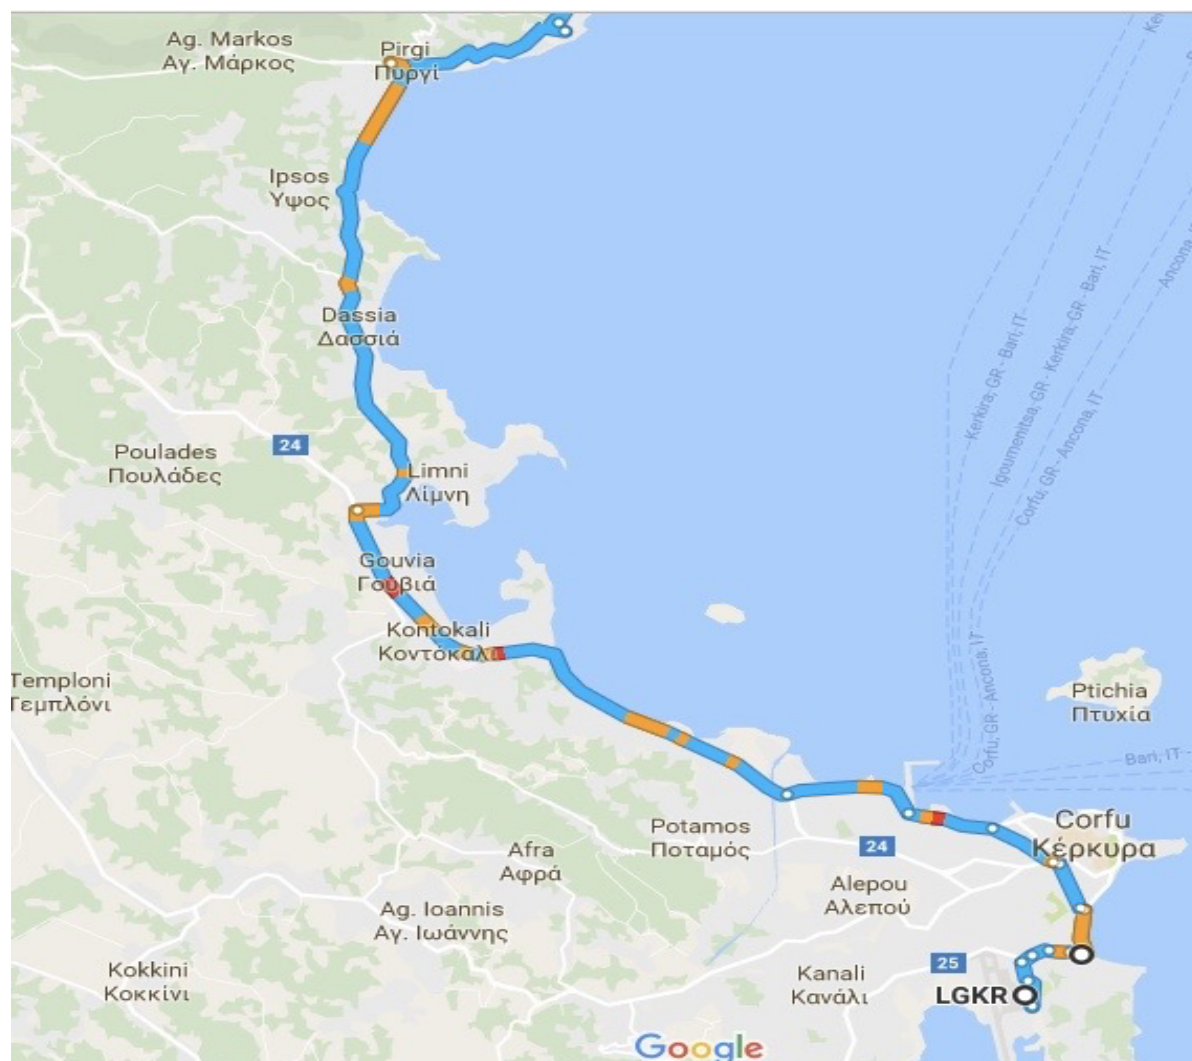 Ag. Markos
Αγ. Μάρκος
Pirgi
Πυργί
Ipsos
Υψος
Dassia
Δασσιά
24
Poulades
Πουλάδες
Limni
Λίμνη
Gouvia
Γουβιά
Kontokali
Κοντόκαλι
Temploni
Τεμπλόνι
Kerkira, GR - Bari, IT
Igoumenitsa, GR - Kerkira, GR - Bari, IT
Corfu, GR - Ancona, IT
Ancona,
Corfu, GR - Ancona, IT
Ptichia
Πτυχία
Bari, IT
Corfu
Κέρκυρα
Potamos
Ποταμός
24
Afra
Αφρά
Alepou
Αλεπού
Ag. Ioannis
Αγ. Ιωάννης
Kokkini
Κοκκίνι
25
Kanali
Κανάλι
LGKR
Google